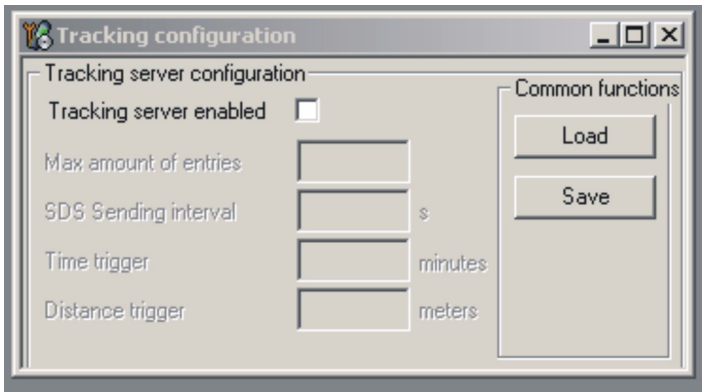 Tracking configuration
Tracking server configuration
Common functions
Tracking server enabled
Load
Max amount of entries
Save
SDS Sending interval s
Time trigger minutes
Distance trigger meters